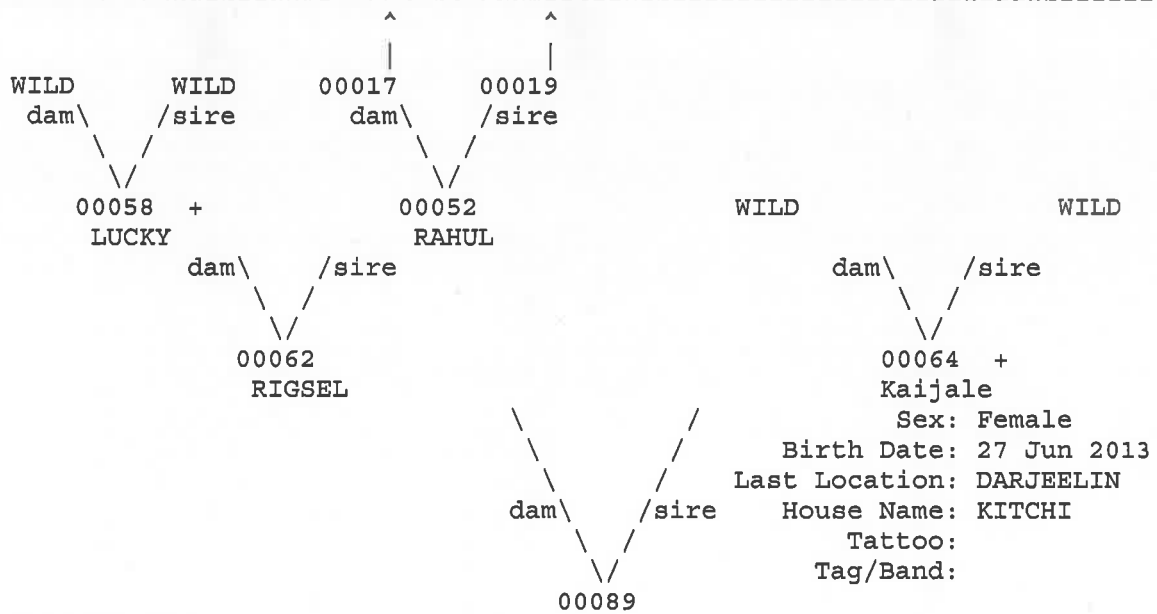 ^ ^
| |
WILD WILD 00017 00019
dam\ /sire dam\ /sire
\ / \ /
\ / \ /
\/ \/
00058 + 00052 WILD WILD
LUCKY RAHUL
dam\ /sire dam\ /sire
\ / \ /
\ / \ /
\/ \/
00062 00064 +
RIGSEL Kaijale
\ / Sex: Female
\ / Birth Date: 27 Jun 2013
\ / Last Location: DARJEELIN
dam\ /sire House Name: KITCHI
\ / Tattoo:
\/ Tag/Band:
00089